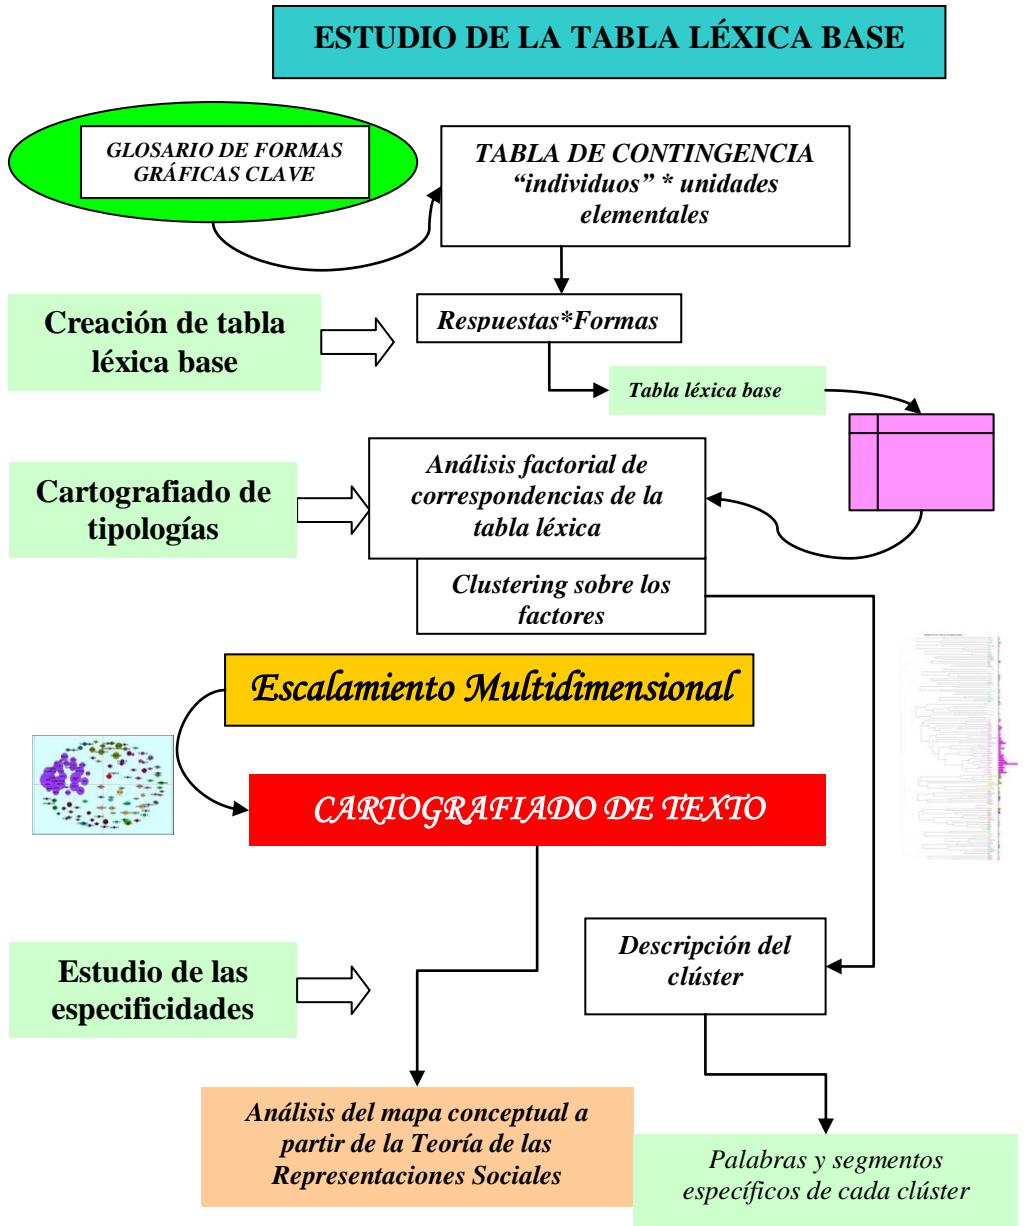 ESTUDIO DE LA TABLA LÉXICA BASE
GLOSARIO DE FORMAS
GRÁFICAS CLAVE
TABLA DE CONTINGENCIA
“individuos” * unidades
elementales
Creación de tabla
léxica base
Respuestas*Formas
Tabla léxica base
Cartografiado de
tipologías
Análisis factorial de
correspondencias de la
tabla léxica
Clustering sobre los
factores
Escalamiento Multidimensional
CARTOGRAFIADO DE TEXTO
Estudio de las
especificidades
Descripción del
clúster
Análisis del mapa conceptual a
partir de la Teoría de las
Representaciones Sociales
Palabras y segmentos
específicos de cada clúster